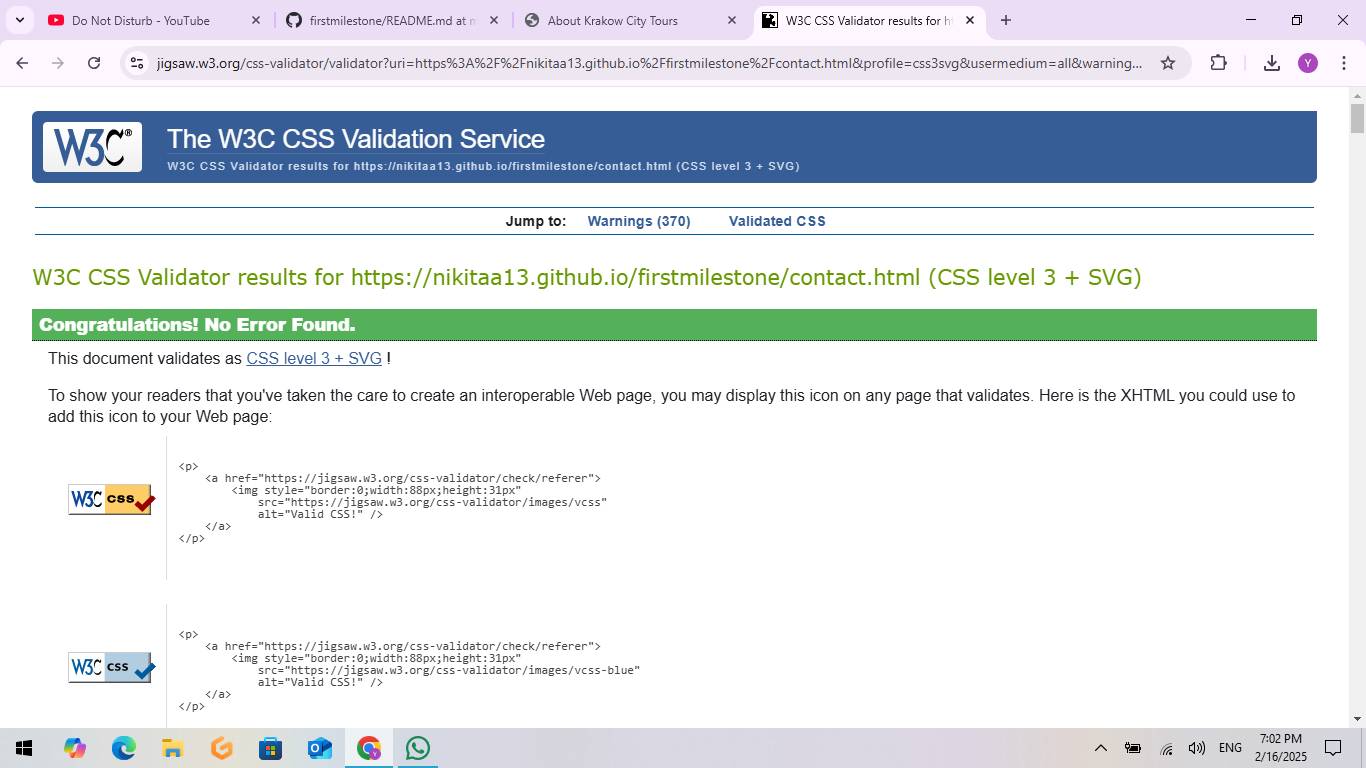 Do Not Disturb - YouTube
firstmilestone/README.md at m
About Krakow City Tours
W3C CSS Validator results for ht
jigsaw.w3.org/css-validator/validator?uri=https%3A%2F%2Fnikitaa13.github.io%2Ffirstmilestone%2Fcontact.html&profile=css3svg&usermedium=all&warning...
Y
W3C®
The W3C CSS Validation Service
W3C CSS Validator results for https://nikitaa13.github.io/firstmilestone/contact.html (CSS level 3 + SVG)
Jump to: Warnings (370) Validated CSS
W3C CSS Validator results for https://nikitaa13.github.io/firstmilestone/contact.html (CSS level 3 + SVG)
Congratulations! No Error Found.
This document validates as CSS level 3 + SVG !
To show your readers that you've taken the care to create an interoperable Web page, you may display this icon on any page that validates. Here is the XHTML you could use to
add this icon to your Web page:
W3C css
<p>
<a href="https://jigsaw.w3.org/css-validator/check/referer">
<img style="border:0;width:88px;height:31px"
src="https://jigsaw.w3.org/css-validator/images/vcss"
alt="Valid CSS!" />
</a>
</p>
W3C css
<p>
<a href="https://jigsaw.w3.org/css-validator/check/referer">
<img style="border:0;width:88px;height:31px"
src="https://jigsaw.w3.org/css-validator/images/vcss-blue"
alt="Valid CSS!" />
</a>
</p>
ENG
7:02 PM
2/16/2025